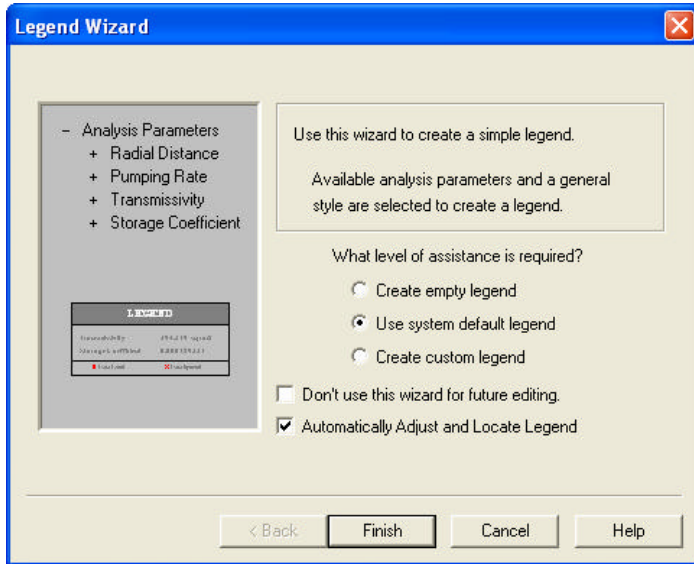 Legend Wizard
- Analysis Parameters
+ Radial Distance
+ Pumping Rate
+ Transmissivity
+ Storage Coefficient
LEGEND
Transmissivity
Use this wizard to create a simple legend.
Available analysis parameters and a general
style are selected to create a legend.
What level of assistance is required?
Create empty legend
Use system default legend
Create custom legend
Don't use this wizard for future editing.
Automatically Adjust and Locate Legend
< Back
Finish
Cancel
Help